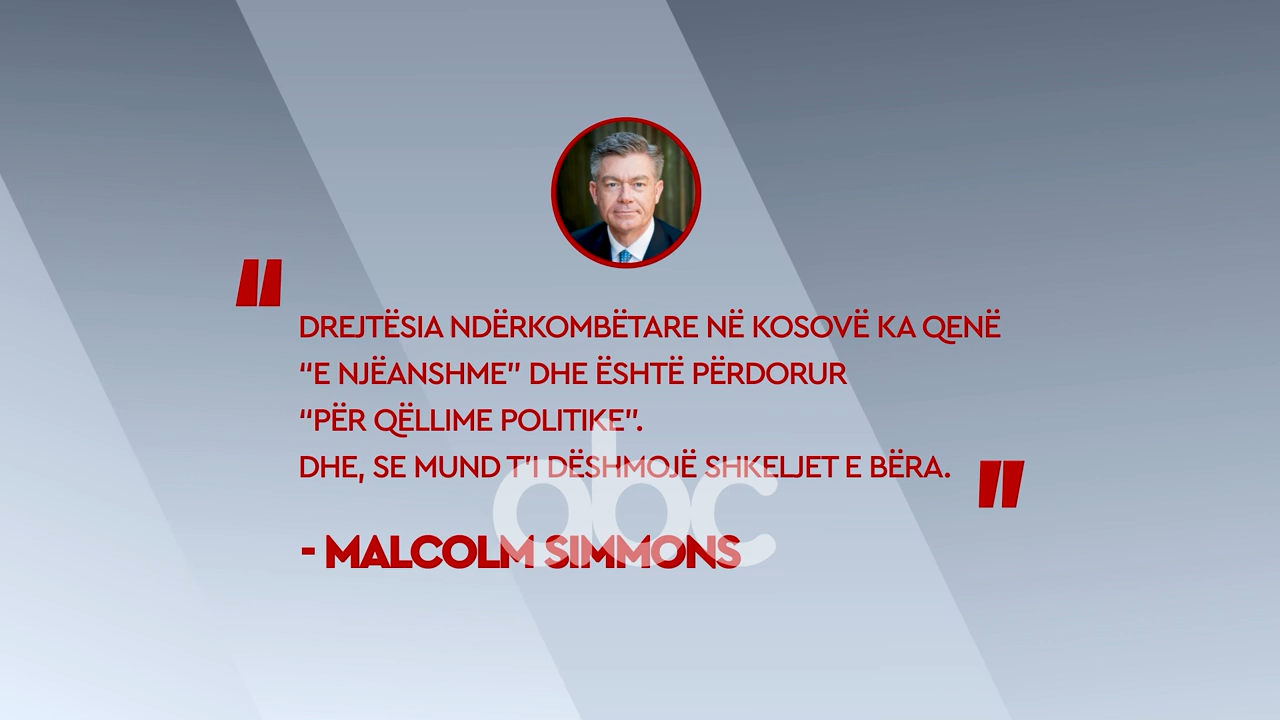 "
DREJTËSIA NDËRKOMBËTARE NË KOSOVË KA QENË
“E NJËANSHME” DHE ËSHTË PËRDORUR
“PËR QËLLIME POLITIKE”.
DHE, SE MUND T’I DËSHMOJË SHKELJET E BËRA. "
- MALCOLM SIMMONS
abc